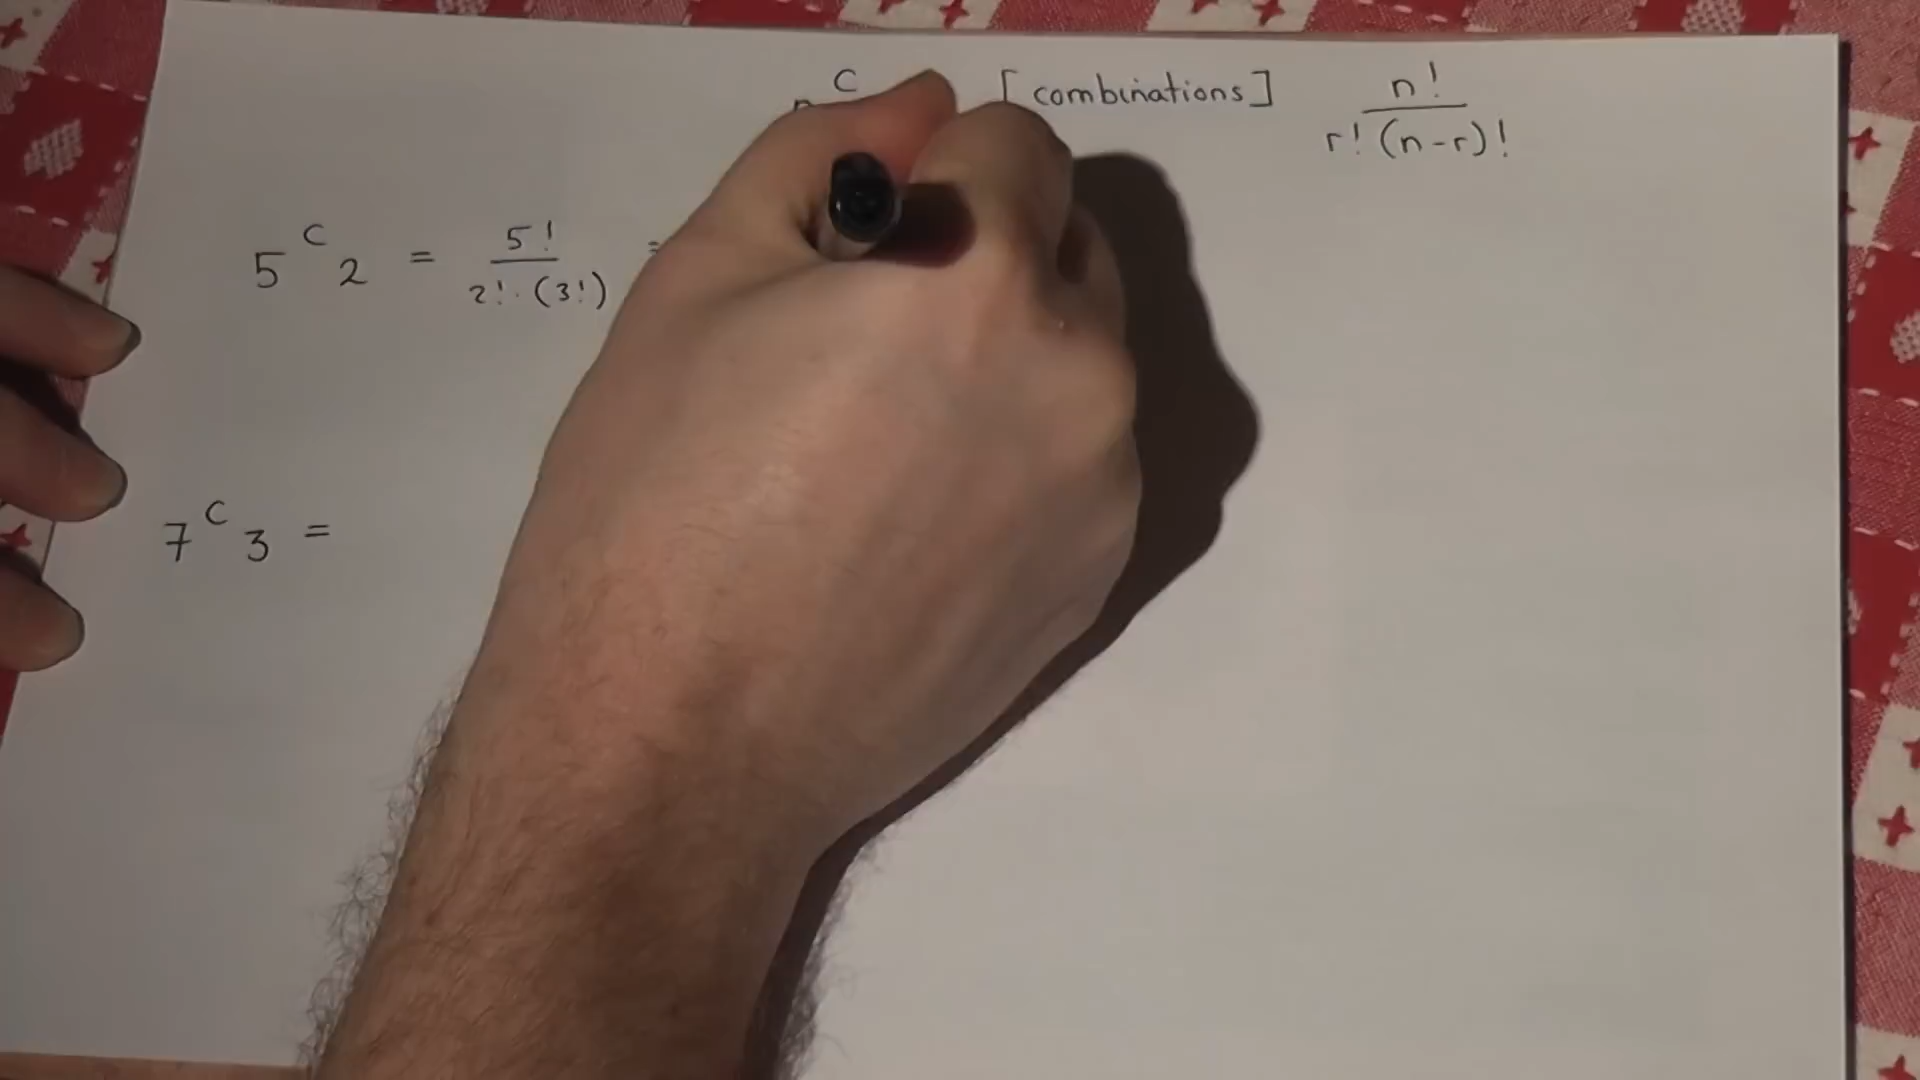 n C [combinations] n! / r! (n-r)!
5 C 2 = 5! / 2! · (3!) =
7 C 3 =